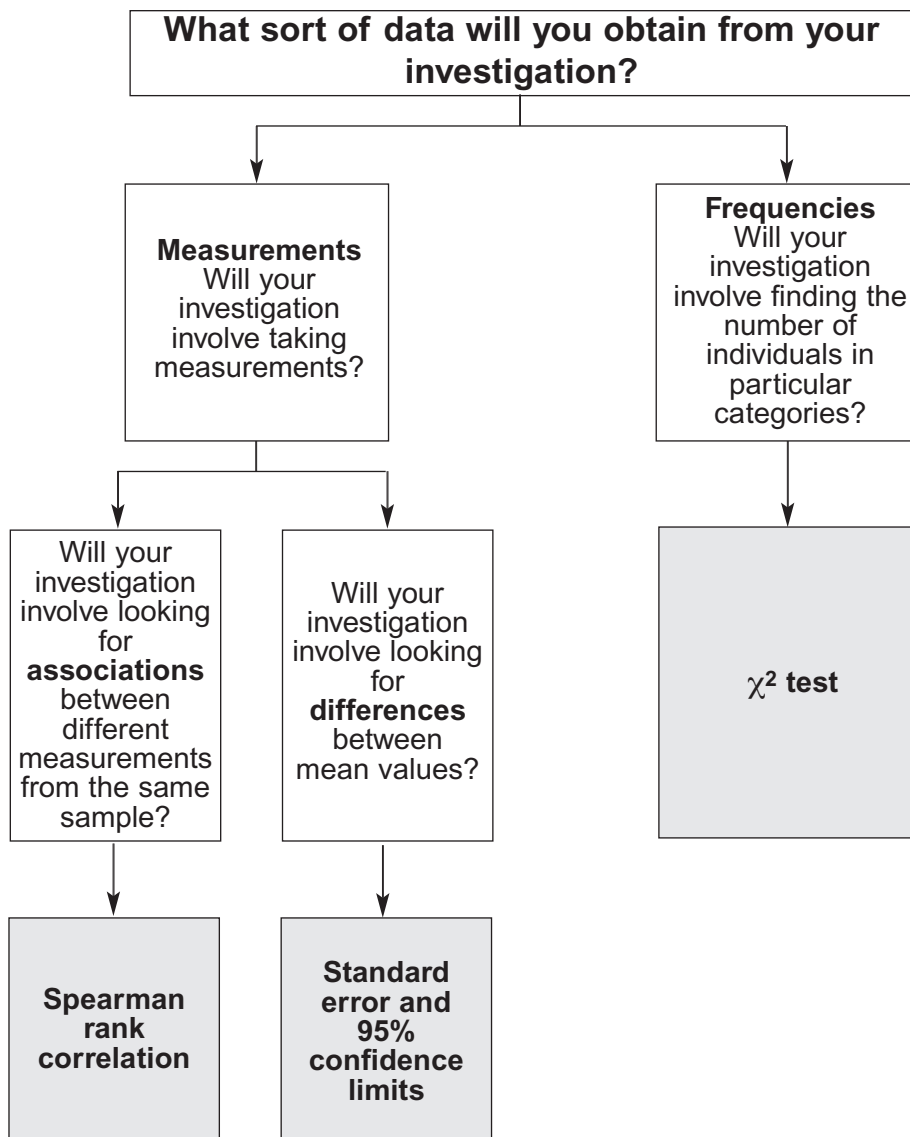 What sort of data will you obtain from your
investigation?
Measurements
Will your
investigation
involve taking
measurements?
Frequencies
Will your
investigation
involve finding the
number of
individuals in
particular
categories?
Will your
investigation
involve looking
for
associations
between
different
measurements
from the same
sample?
Will your
investigation
involve looking
for
differences
between
mean values?
χ² test
Spearman
rank
correlation
Standard
error and
95%
confidence
limits